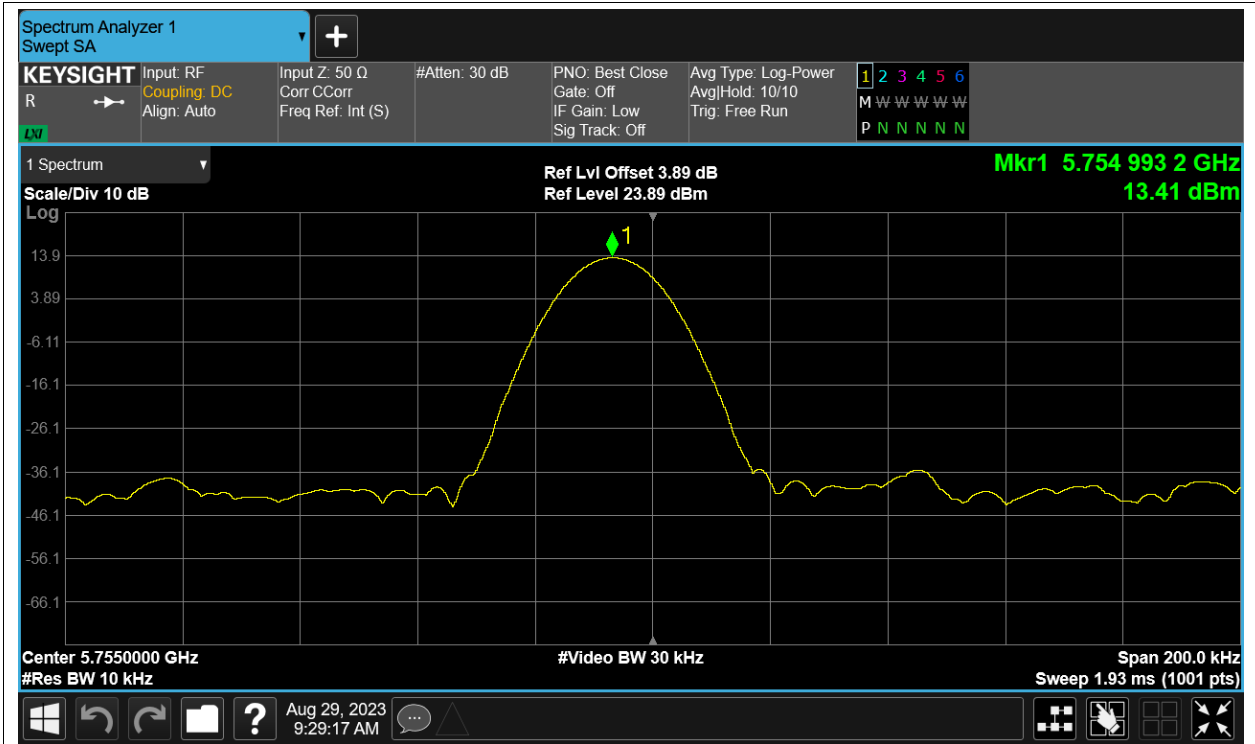 Spectrum Analyzer 1
Swept SA
KEYSIGHT
R
LXI
Input: RF
Coupling: DC
Align: Auto
Input Z: 50 Ω
Corr CCorr
Freq Ref: Int (S)
#Atten: 30 dB
PNO: Best Close
Gate: Off
IF Gain: Low
Sig Track: Off
Avg Type: Log-Power
Avg|Hold: 10/10
Trig: Free Run
1 2 3 4 5 6
M W W W W W
P N N N N N
1 Spectrum
Scale/Div 10 dB
Log
Ref Lvl Offset 3.89 dB
Ref Level 23.89 dBm
Mkr1 5.754 993 2 GHz
13.41 dBm
1
13.9
3.89
-6.11
-16.1
-26.1
-36.1
-46.1
-56.1
-66.1
Center 5.7550000 GHz
#Res BW 10 kHz
#Video BW 30 kHz
Span 200.0 kHz
Sweep 1.93 ms (1001 pts)
?
Aug 29, 2023
9:29:17 AM